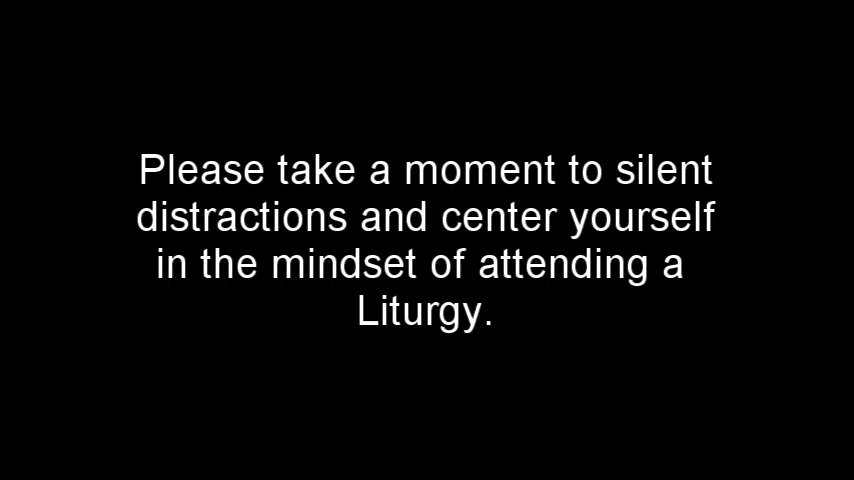 Please take a moment to silent
distractions and center yourself
in the mindset of attending a
Liturgy.